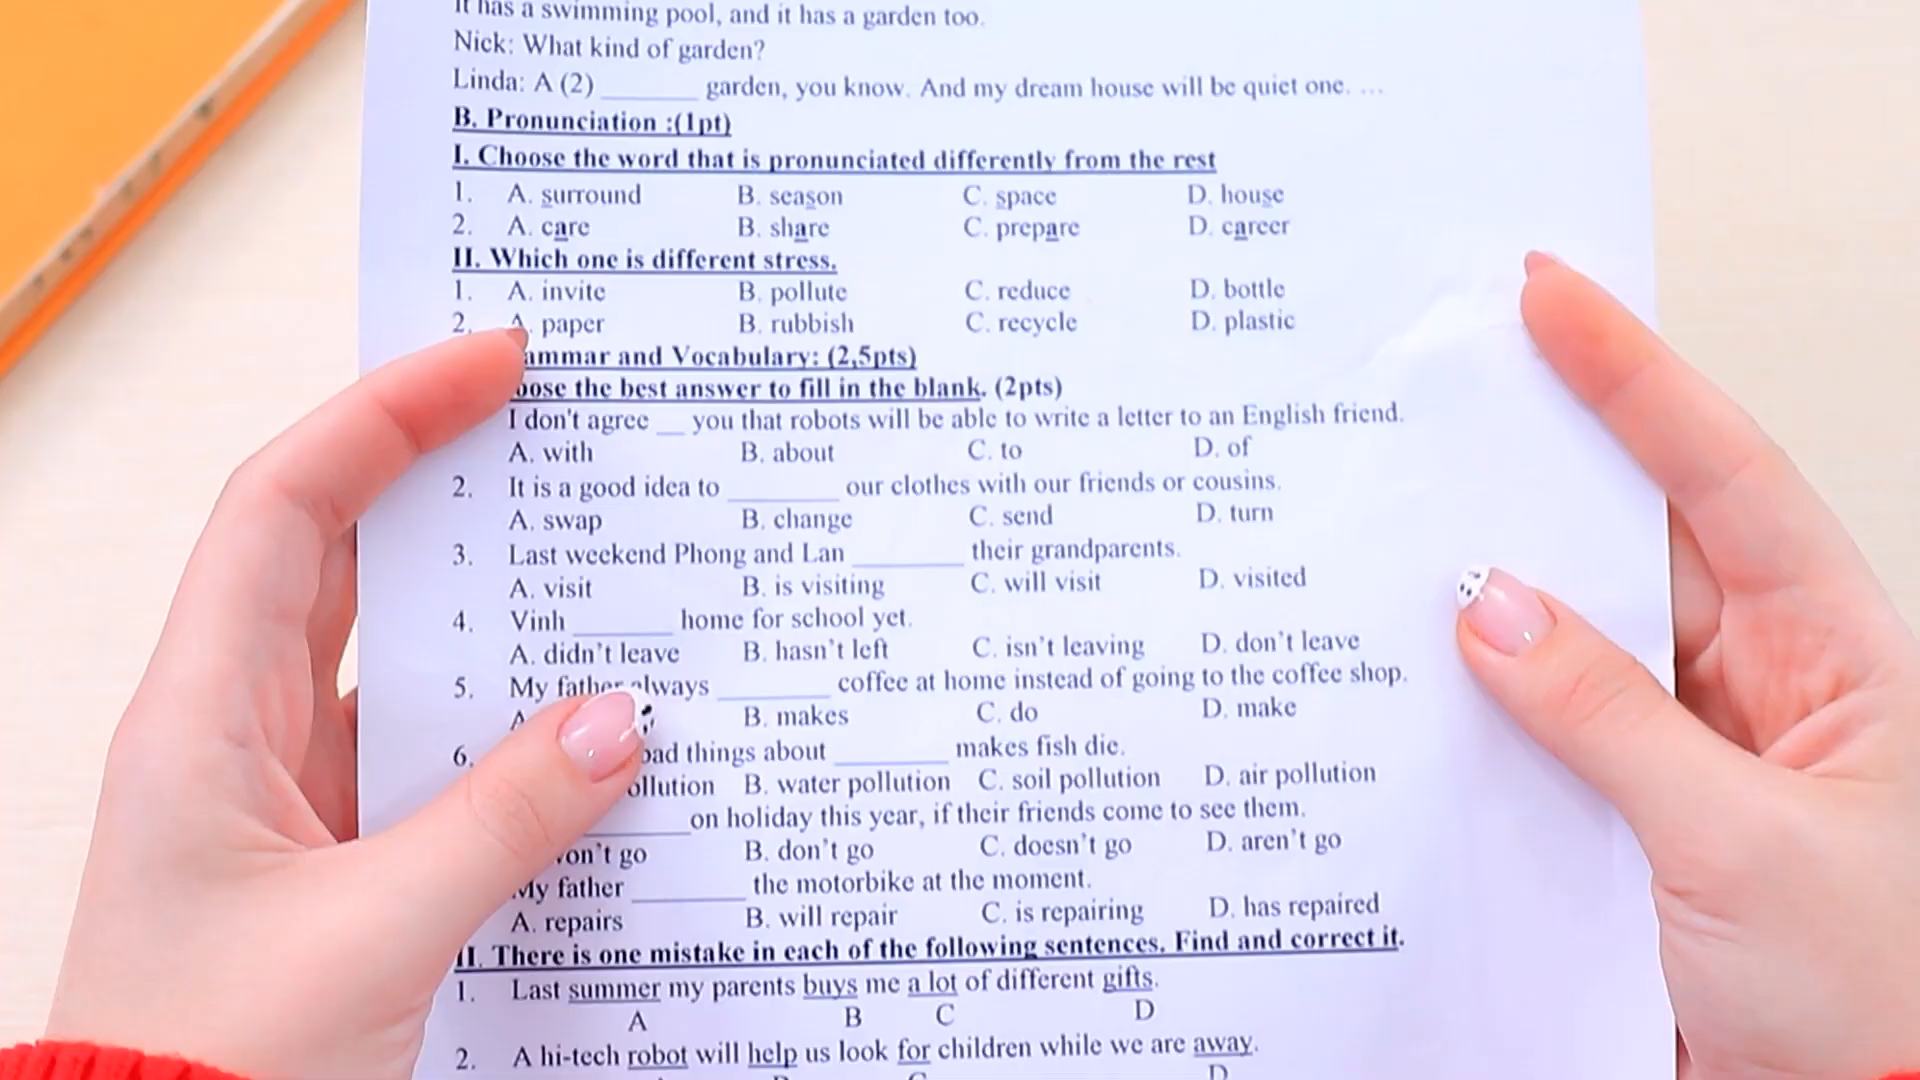 It has a swimming pool, and it has a garden too.
Nick: What kind of garden?
Linda: A (2) ________ garden, you know. And my dream house will be quiet one. …
B. Pronunciation :(1pt)
I. Choose the word that is pronunciated differently from the rest
1. A. surround B. season C. space D. house
2. A. care B. share C. prepare D. career
II. Which one is different stress.
1. A. invite B. pollute C. reduce D. bottle
2. A. paper B. rubbish C. recycle D. plastic
ammar and Vocabulary: (2,5pts)
oose the best answer to fill in the blank. (2pts)
I don't agree __ you that robots will be able to write a letter to an English friend.
A. with B. about C. to D. of
2. It is a good idea to ________ our clothes with our friends or cousins.
A. swap B. change C. send D. turn
3. Last weekend Phong and Lan ________ their grandparents.
A. visit B. is visiting C. will visit D. visited
4. Vinh ________ home for school yet.
A. didn’t leave B. hasn’t left C. isn’t leaving D. don’t leave
5. My father always ________ coffee at home instead of going to the coffee shop.
A B. makes C. do D. make
6. bad things about ________ makes fish die.
ollution B. water pollution C. soil pollution D. air pollution
________ on holiday this year, if their friends come to see them.
won’t go B. don’t go C. doesn’t go D. aren’t go
My father ________ the motorbike at the moment.
A. repairs B. will repair C. is repairing D. has repaired
II. There is one mistake in each of the following sentences. Find and correct it.
1. Last summer my parents buys me a lot of different gifts.
A B C D
2. A hi-tech robot will help us look for children while we are away.
D